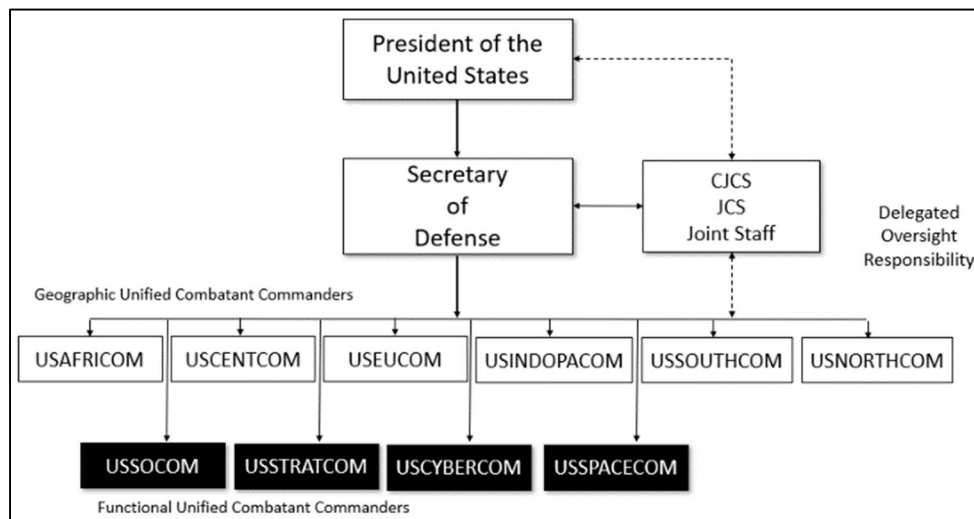 President of the
United States
Secretary
of
Defense
CJCS
JCS
Joint Staff
Delegated
Oversight
Responsibility
Geographic Unified Combatant Commanders
USAFRICOM
USCENTCOM
USEUCOM
USINDOPACOM
USSOUTHCOM
USNORTHCOM
USSOCOM
USSTRATCOM
USCYBERCOM
USSPACECOM
Functional Unified Combatant Commanders